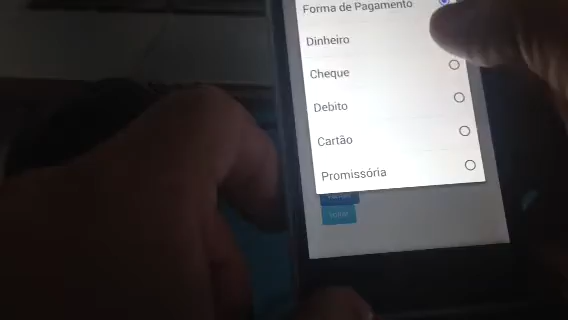 Forma de Pagamento
Dinheiro
Cheque
Debito
Cartão
Promissória